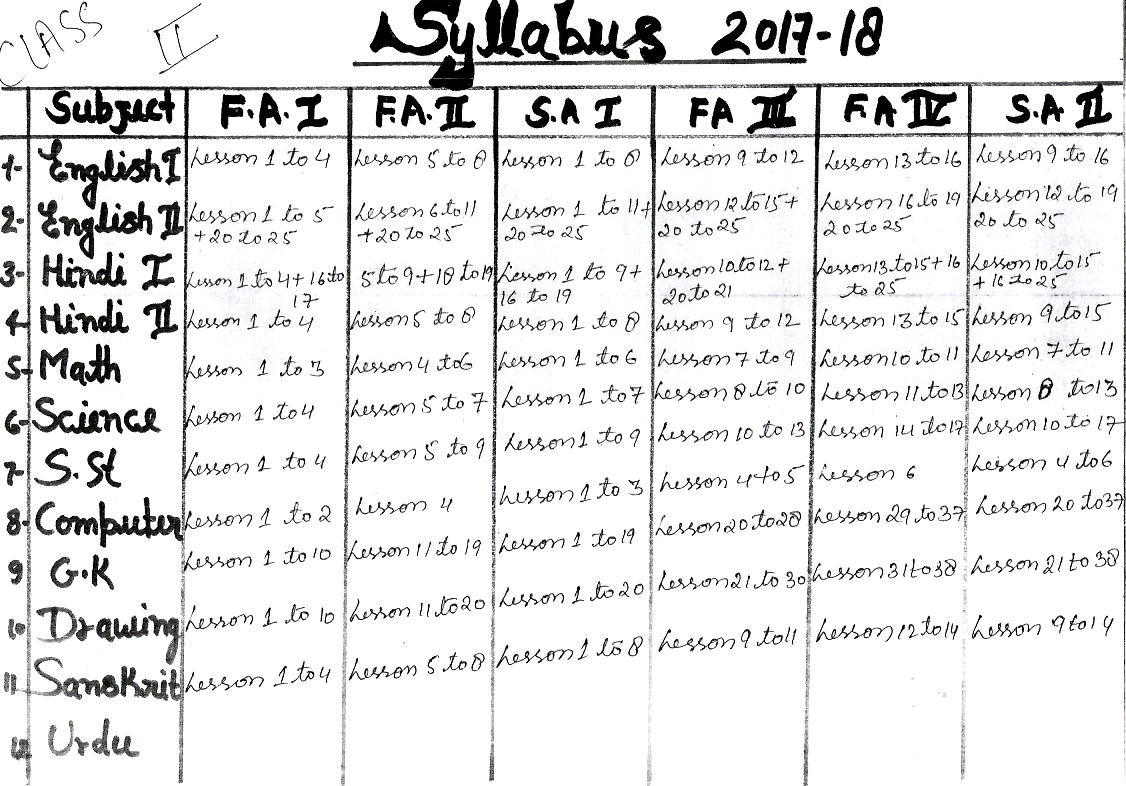 CLASS II
Syllabus 2017-18
Subject F.A. I F.A. II S.A I FA III F.A IV S.A II
1- English I Lesson 1 to 4 Lesson 5 to 8 Lesson 1 to 8 Lesson 9 to 12 Lesson 13 to 16 Lesson 9 to 16
2- English II Lesson 1 to 5 Lesson 6 to 11 Lesson 1 to 11+ Lesson 12 to 15+ Lesson 16 to 19 Lesson 12 to 19
+20 to 25 +20 to 25 20 to 25 20 to 25 20 to 25 20 to 25
3- Hindi I Lesson 1 to 4+16 to 5 to 9+18 to 19 Lesson 1 to 9+ Lesson 10 to 12+ Lesson 13 to 15+16 Lesson 10 to 15
17 16 to 19 20 to 21 to 25 +16 to 25
4- Hindi II Lesson 1 to 4 Lesson 5 to 8 Lesson 1 to 8 Lesson 9 to 12 Lesson 13 to 15 Lesson 9 to 15
5- Math Lesson 1 to 3 Lesson 4 to 6 Lesson 1 to 6 Lesson 7 to 9 Lesson 10 to 11 Lesson 7 to 11
6- Science Lesson 1 to 4 Lesson 5 to 7 Lesson 1 to 7 Lesson 8 to 10 Lesson 11 to 13 Lesson 8 to 13
7- S.St Lesson 1 to 4 Lesson 5 to 9 Lesson 1 to 9 Lesson 10 to 13 Lesson 14 to 17 Lesson 10 to 17
8- Computer Lesson 1 to 2 Lesson 4 Lesson 1 to 3 Lesson 4 to 5 Lesson 6 Lesson 4 to 6
9 G.K Lesson 1 to 10 Lesson 11 to 19 Lesson 1 to 19 Lesson 20 to 28 Lesson 29 to 37 Lesson 20 to 37
10 Drawing Lesson 1 to 10 Lesson 11 to 20 Lesson 1 to 20 Lesson 21 to 30 Lesson 31 to 38 Lesson 21 to 38
11 Sanskrit Lesson 1 to 4 Lesson 5 to 8 Lesson 1 to 8 Lesson 9 to 11 Lesson 12 to 14 Lesson 9 to 14
12 Urdu